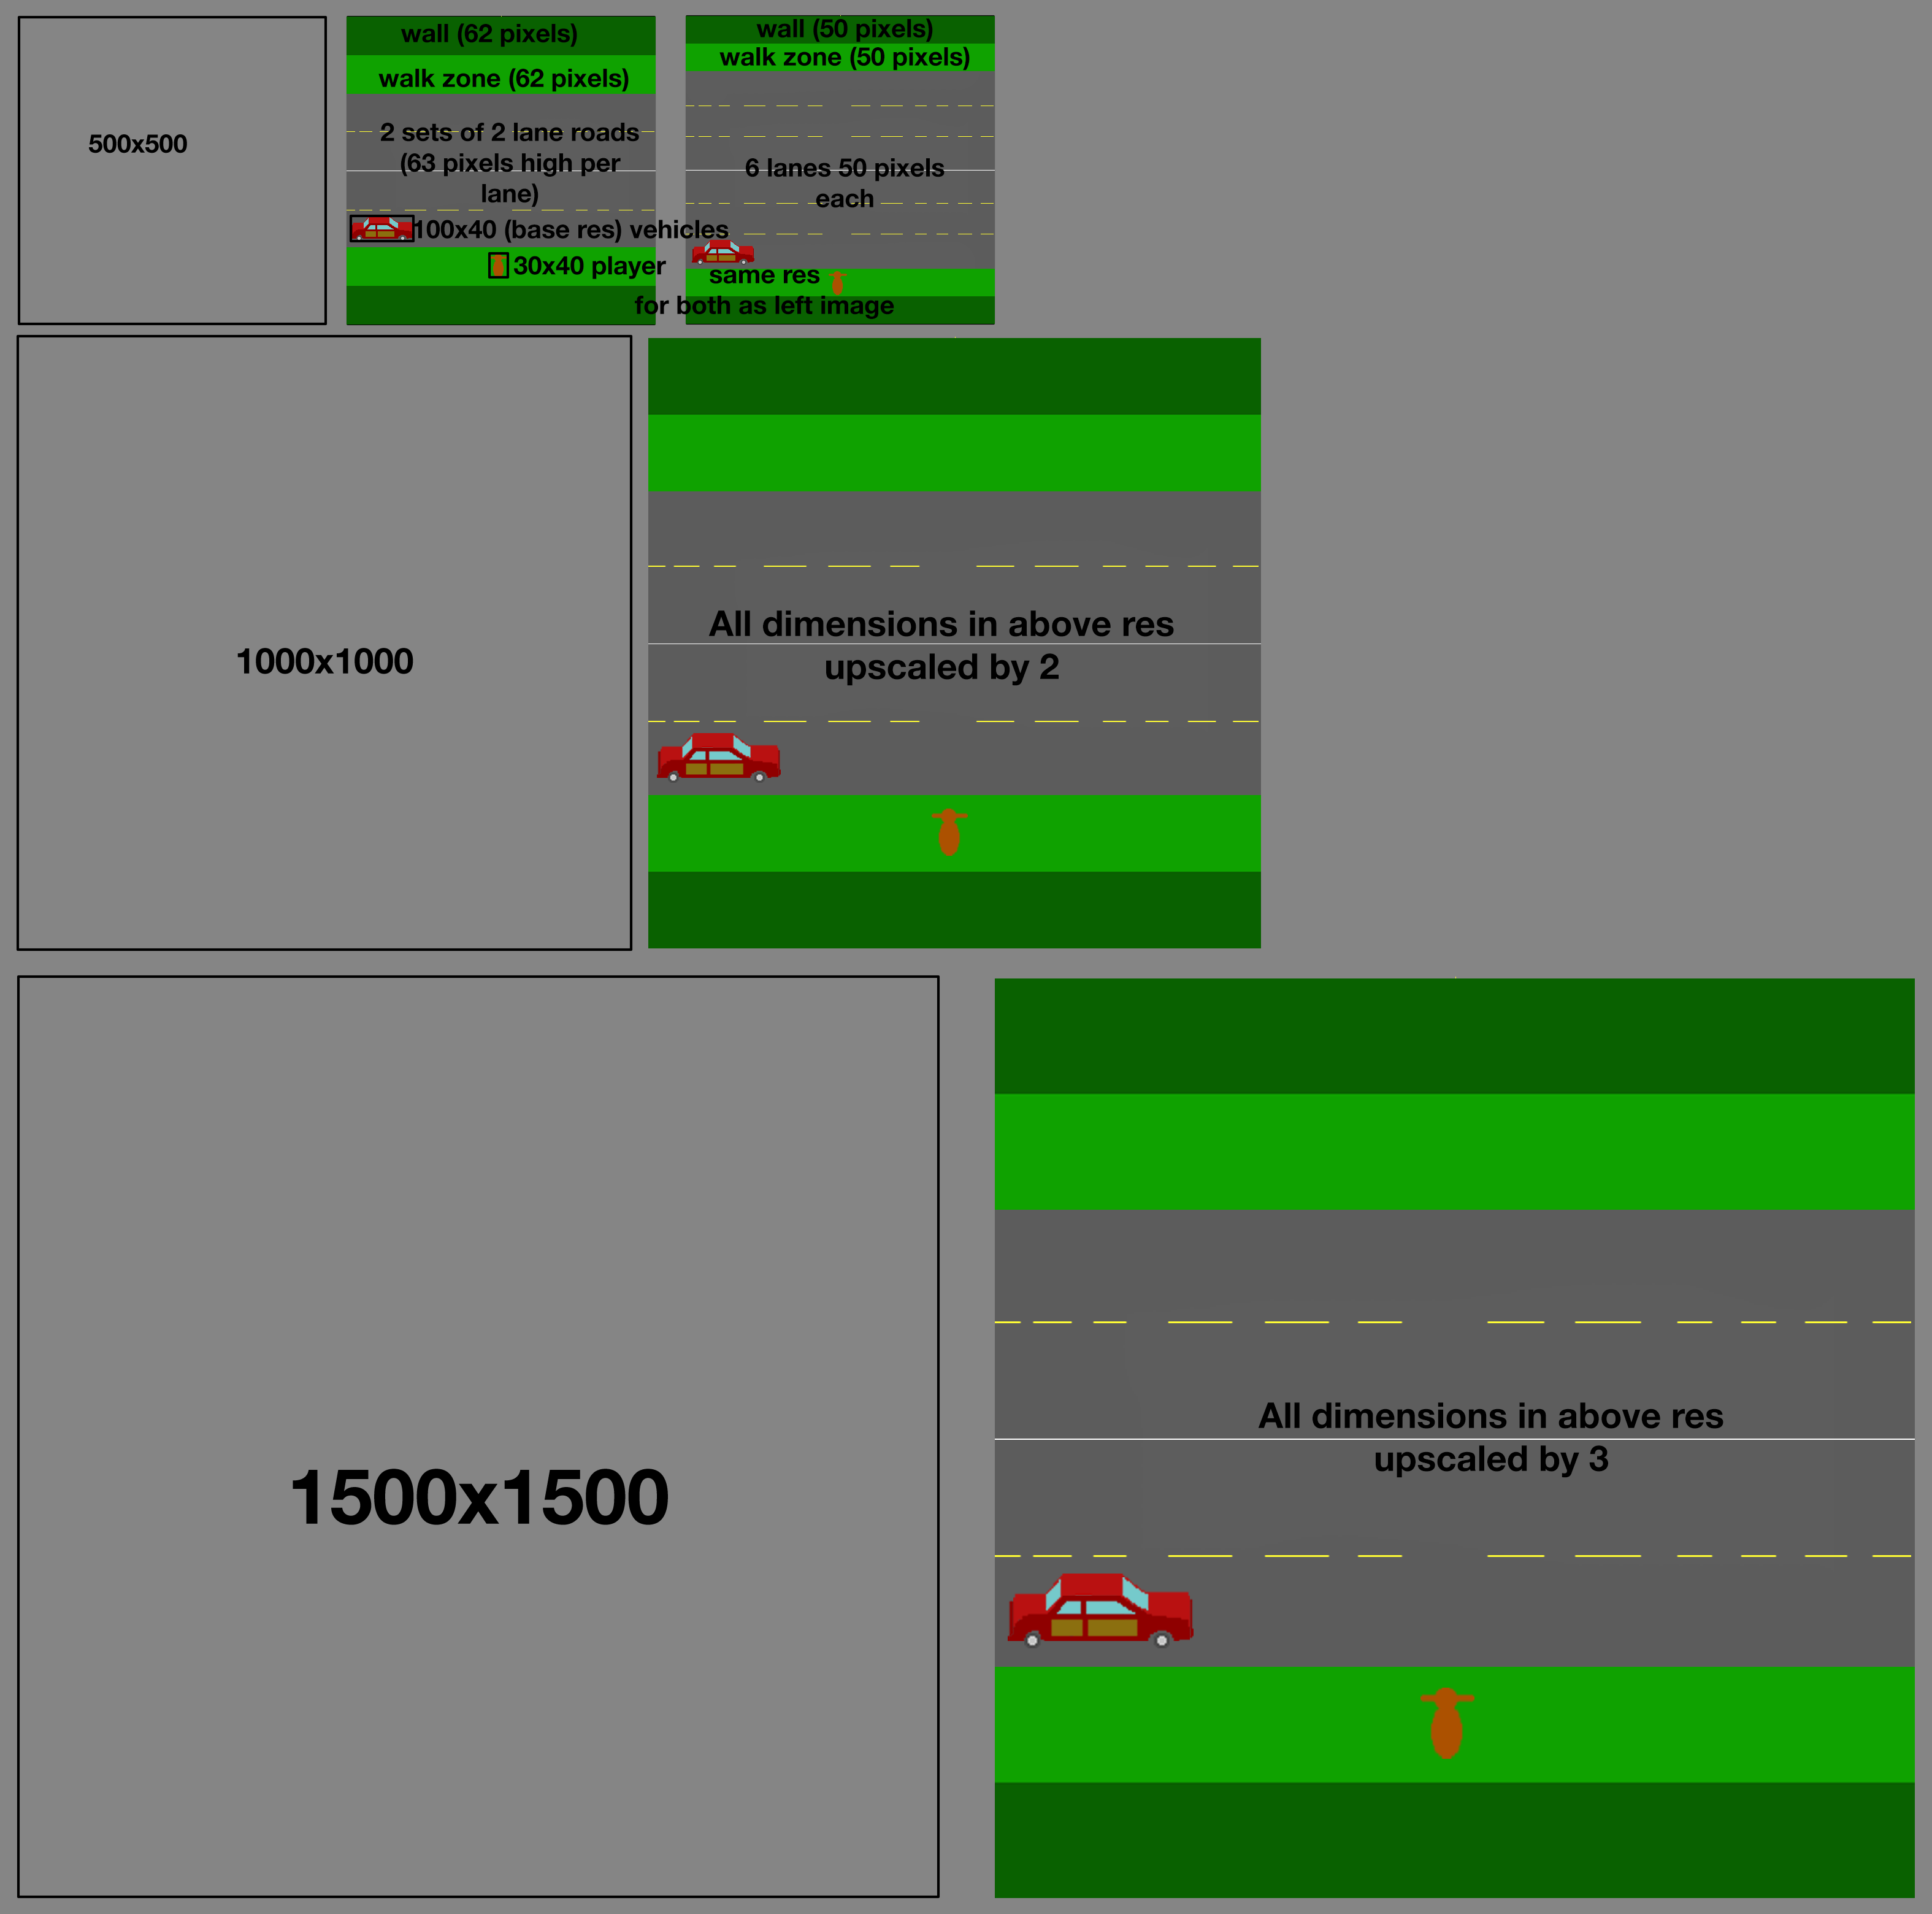 500x500
wall (62 pixels)
walk zone (62 pixels)
2 sets of 2 lane roads
(63 pixels high per
lane)
100x40 (base res) vehicles
30x40 player
wall (50 pixels)
walk zone (50 pixels)
6 lanes 50 pixels
each
same res
for both as left image
1000x1000
All dimensions in above res
upscaled by 2
1500x1500
All dimensions in above res
upscaled by 3